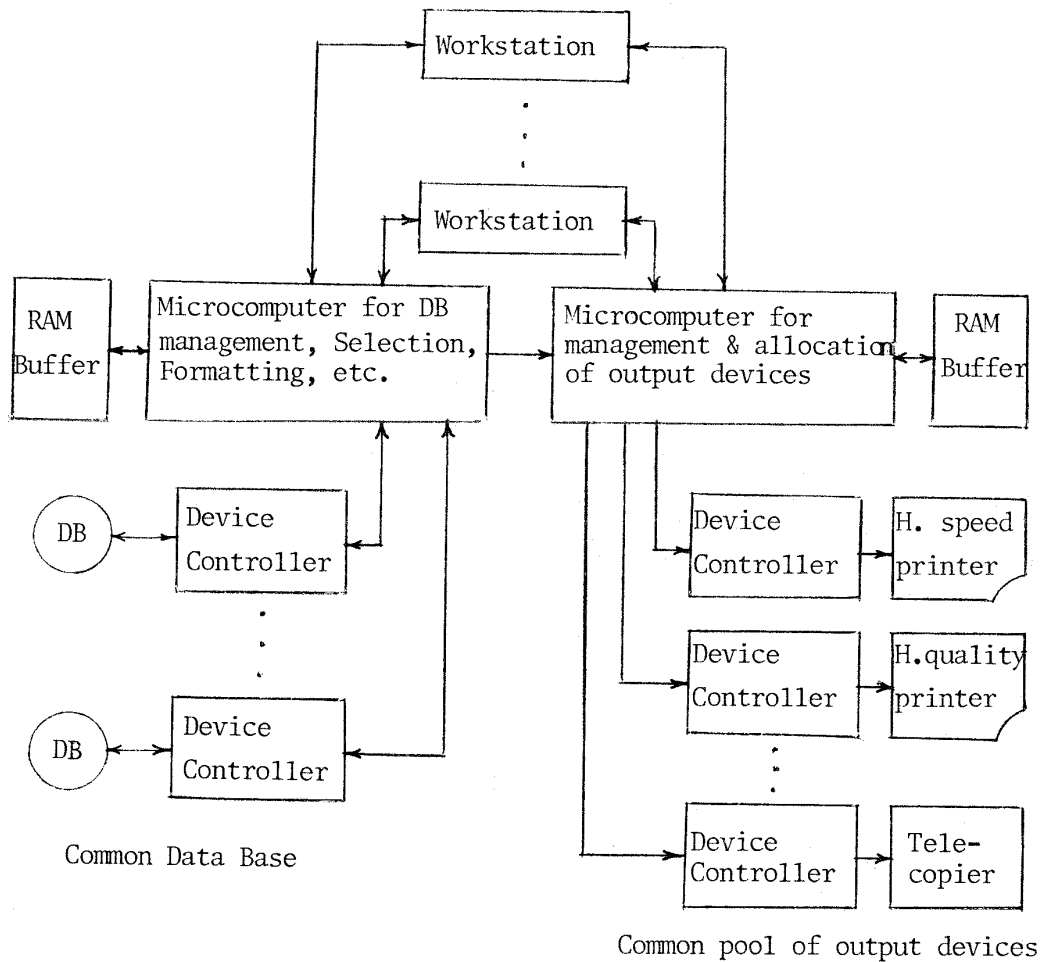 Workstation
Workstation
RAM
Buffer
Microcomputer for DB
management, Selection,
Formatting, etc.
Microcomputer for
management & allocation
of output devices
RAM
Buffer
DB
Device
Controller
Device
Controller
H. speed
printer
Device
Controller
H.quality
printer
DB
Device
Controller
Device
Controller
Tele-
copier
Common Data Base
Common pool of output devices